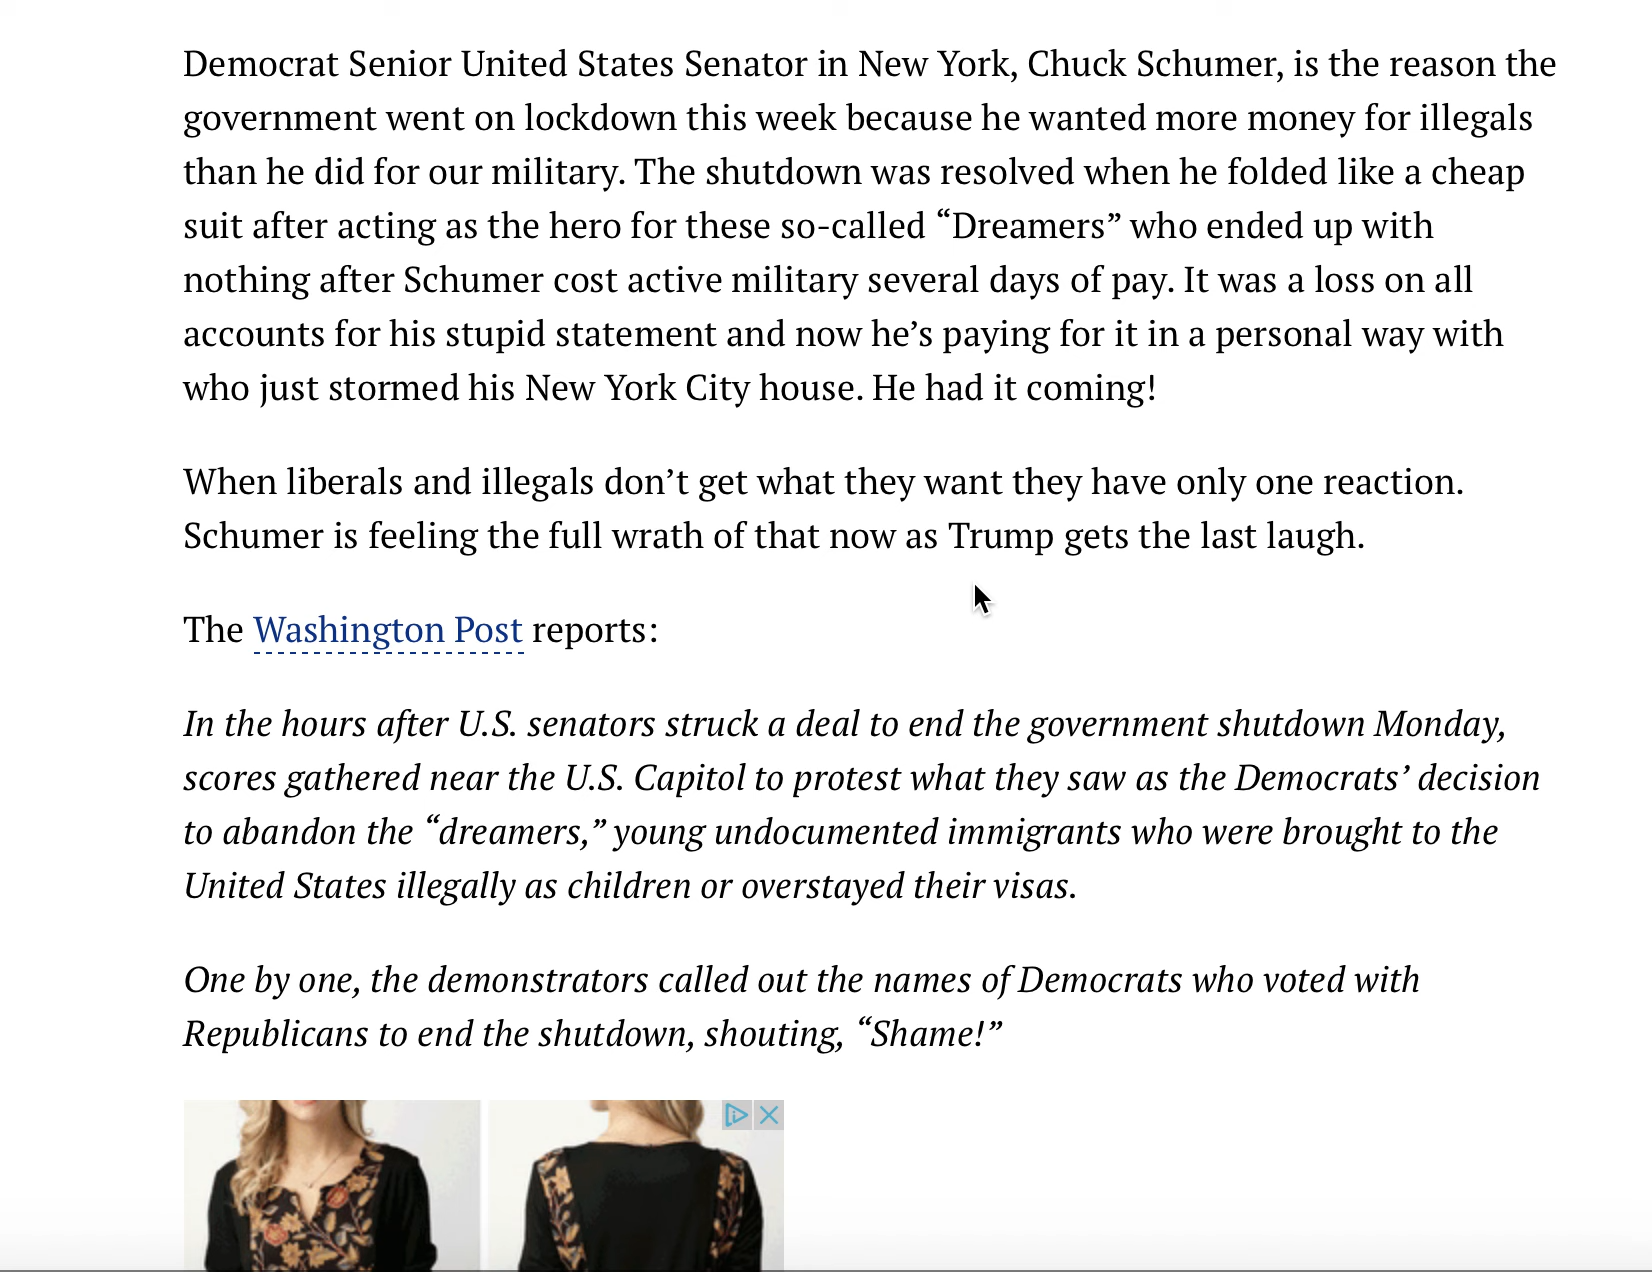 Democrat Senior United States Senator in New York, Chuck Schumer, is the reason the
government went on lockdown this week because he wanted more money for illegals
than he did for our military. The shutdown was resolved when he folded like a cheap
suit after acting as the hero for these so-called “Dreamers” who ended up with
nothing after Schumer cost active military several days of pay. It was a loss on all
accounts for his stupid statement and now he’s paying for it in a personal way with
who just stormed his New York City house. He had it coming!
When liberals and illegals don’t get what they want they have only one reaction.
Schumer is feeling the full wrath of that now as Trump gets the last laugh.
The Washington Post reports:
In the hours after U.S. senators struck a deal to end the government shutdown Monday,
scores gathered near the U.S. Capitol to protest what they saw as the Democrats’ decision
to abandon the “dreamers,” young undocumented immigrants who were brought to the
United States illegally as children or overstayed their visas.
One by one, the demonstrators called out the names of Democrats who voted with
Republicans to end the shutdown, shouting, “Shame!”